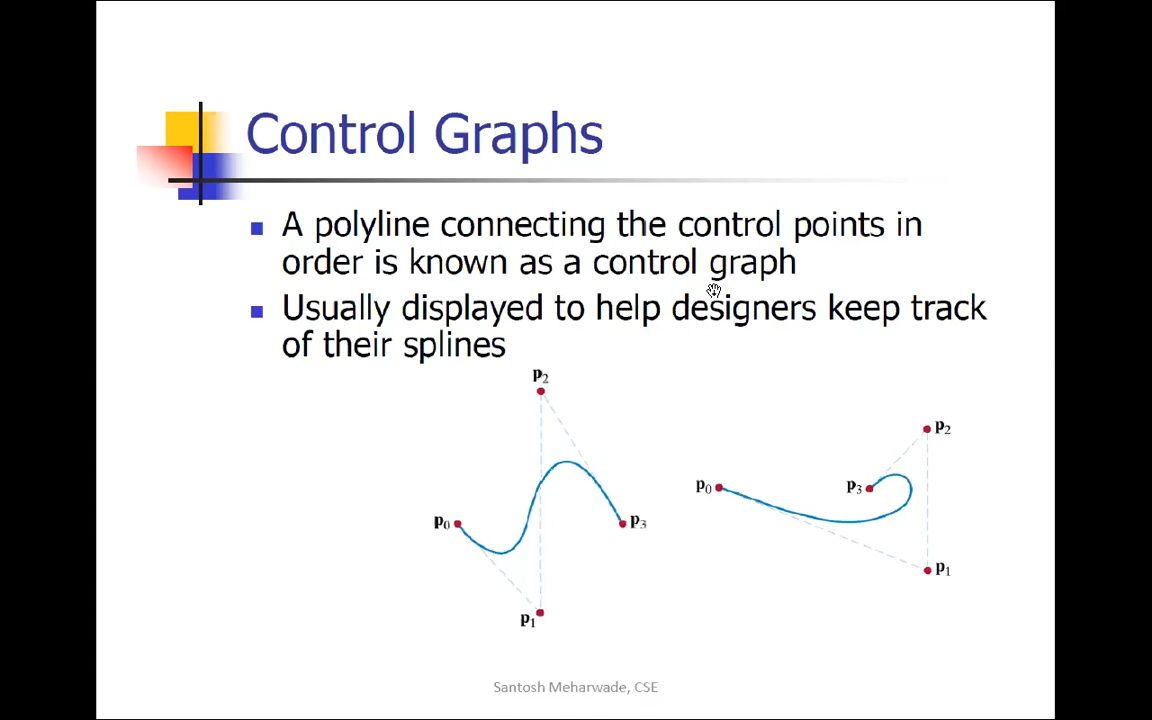 Control Graphs
A polyline connecting the control points in
order is known as a control graph
Usually displayed to help designers keep track
of their splines
p2
p0
p3
p1
p0
p3
p2
p1
Santosh Meharwade, CSE